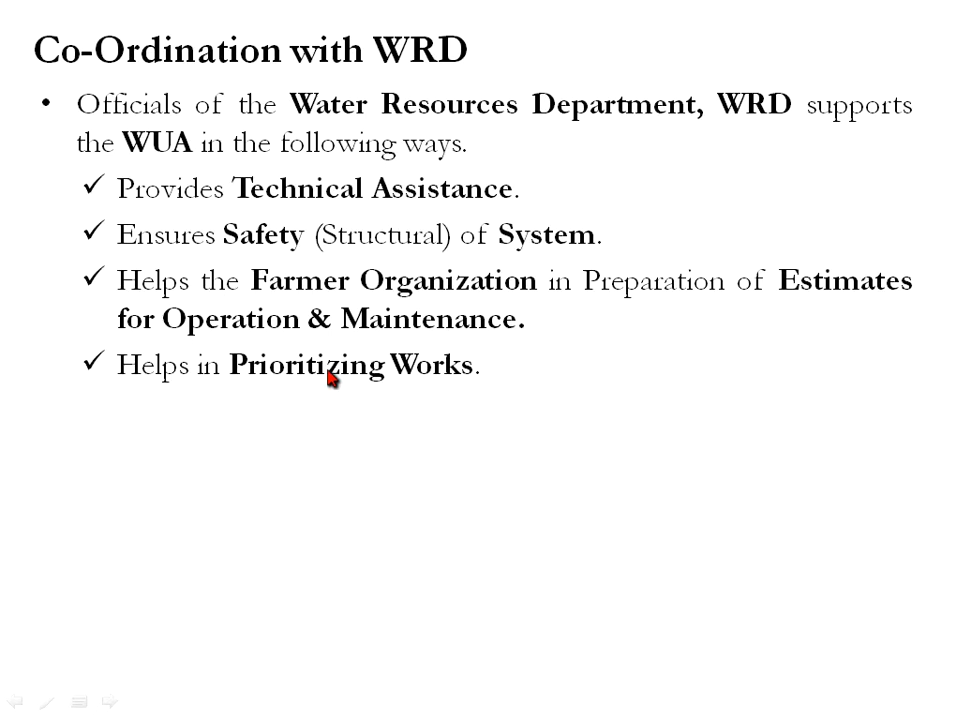 Co-Ordination with WRD
• Officials of the Water Resources Department, WRD supports
the WUA in the following ways.
✓ Provides Technical Assistance.
✓ Ensures Safety (Structural) of System.
✓ Helps the Farmer Organization in Preparation of Estimates
for Operation & Maintenance.
✓ Helps in Prioritizing Works.